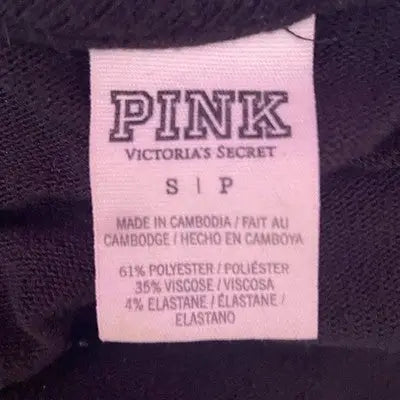 PINK
VICTORIA'S SECRET
S | P
MADE IN CAMBODIA / FAIT AU
CAMBODGE / HECHO EN CAMBOYA
61% POLYESTER / POLIÉSTER
35% VISCOSE / VISCOSA
4% ELASTANE / ÉLASTANE /
ELASTANO